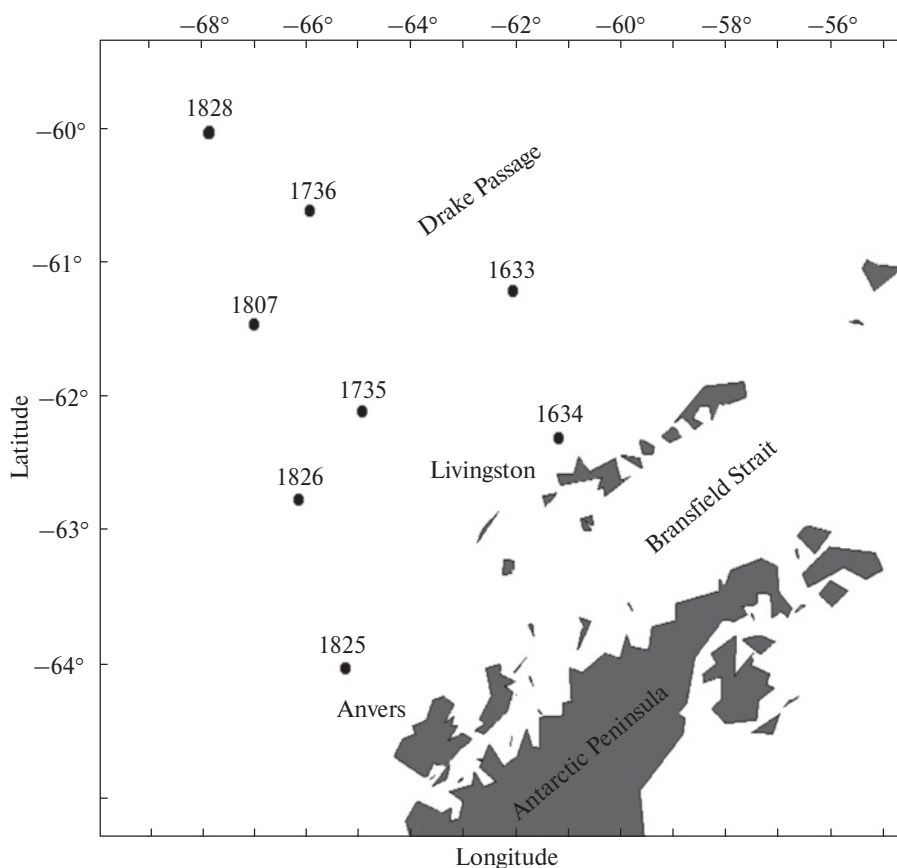 −68° −66° −64° −62° −60° −58° −56°
1828
−60°
1736
Drake Passage
−61°
1633
1807
1735
−62°
1634
Latitude
Livingston
1826
Bransfield Strait
−63°
1825
−64°
Anvers
Antarctic Peninsula
Longitude